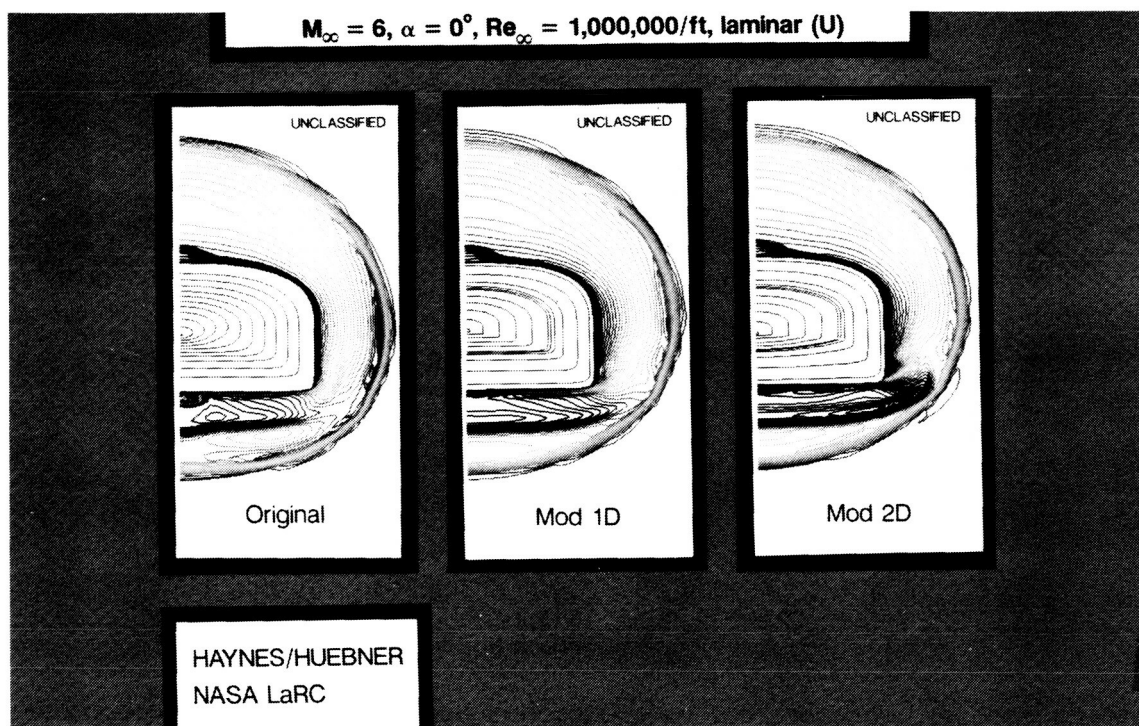 M∞ = 6, α = 0°, Re∞ = 1,000,000/ft, laminar (U)
UNCLASSIFIED
UNCLASSIFIED
UNCLASSIFIED
Original
Mod 1D
Mod 2D
HAYNES/HUEBNER
NASA LaRC